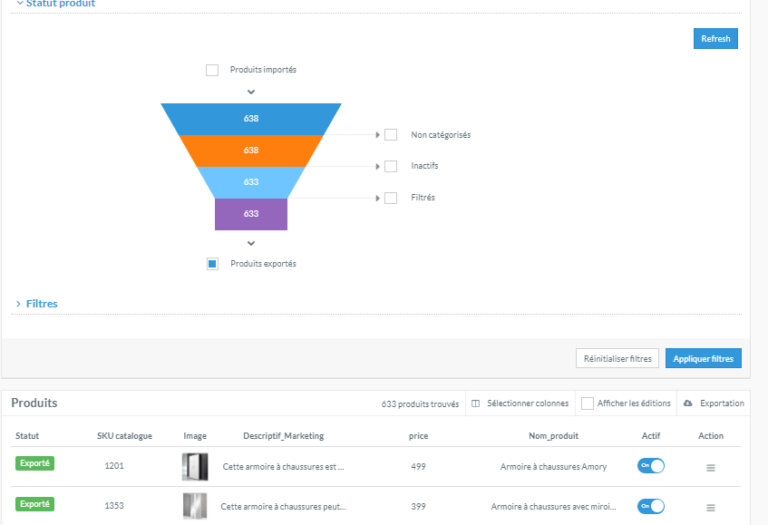 Statut produit
Refresh
Produits importés
638
Non catégorisés
638
Inactifs
633
Filtrés
633
Produits exportés
Filtres
Réinitialiser filtres
Appliquer filtres
Produits
633 produits trouvés
Sélectionner colonnes
Afficher les éditions
Exportation
Statut SKU catalogue Image Descriptif_Marketing price Nom_produit Actif Action
Exporté 1201 Cette armoire à chaussures est ... 499 Armoire à chaussures Amory On
Exporté 1353 Cette armoire à chaussures peut... 399 Armoire à chaussures avec miroi... On